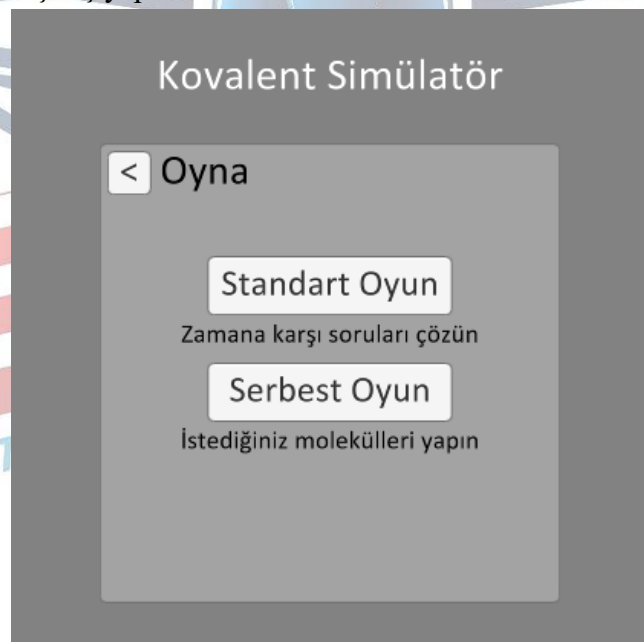 Kovalent Simülatör
< Oyna
Standart Oyun
Zamana karşı soruları çözün
Serbest Oyun
İstediğiniz molekülleri yapın